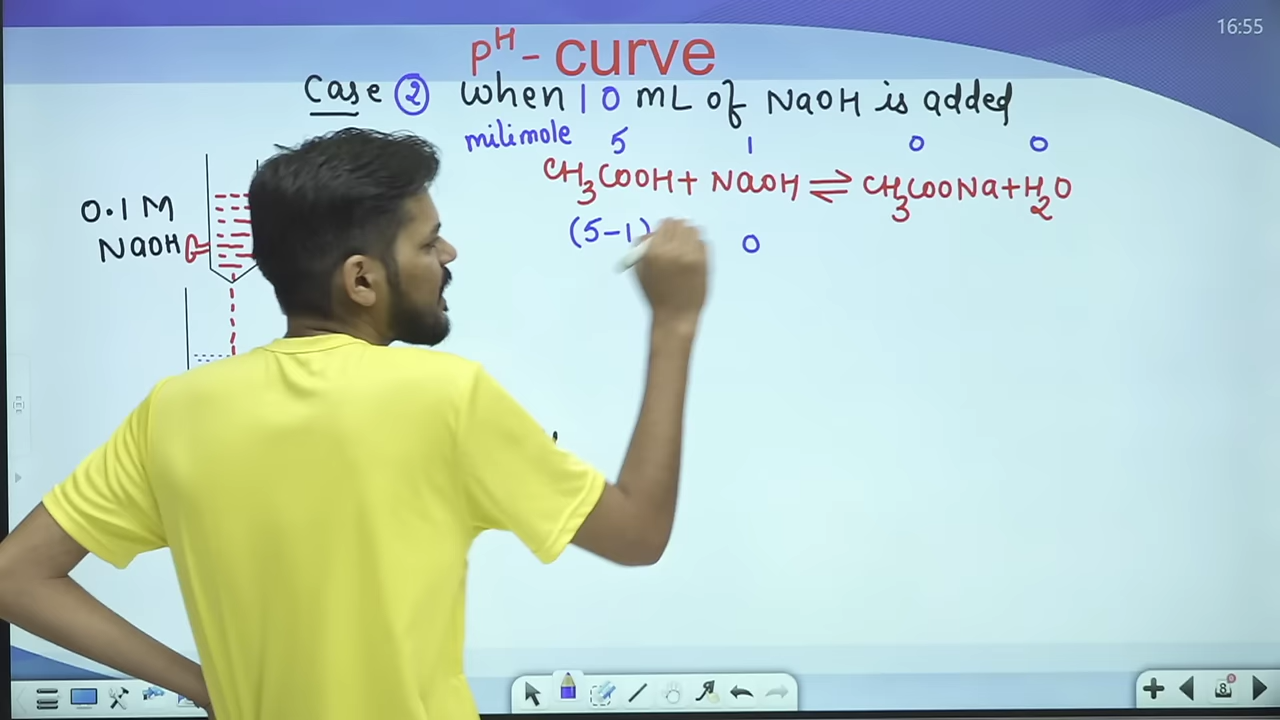 16:55
pH - curve
Case ② when 10 mL of NaOH is added
milimole 5 1 0 0
CH3COOH + NaOH ⇌ CH3COONa + H2O
(5-1) 0
0.1 M
NaOH
8